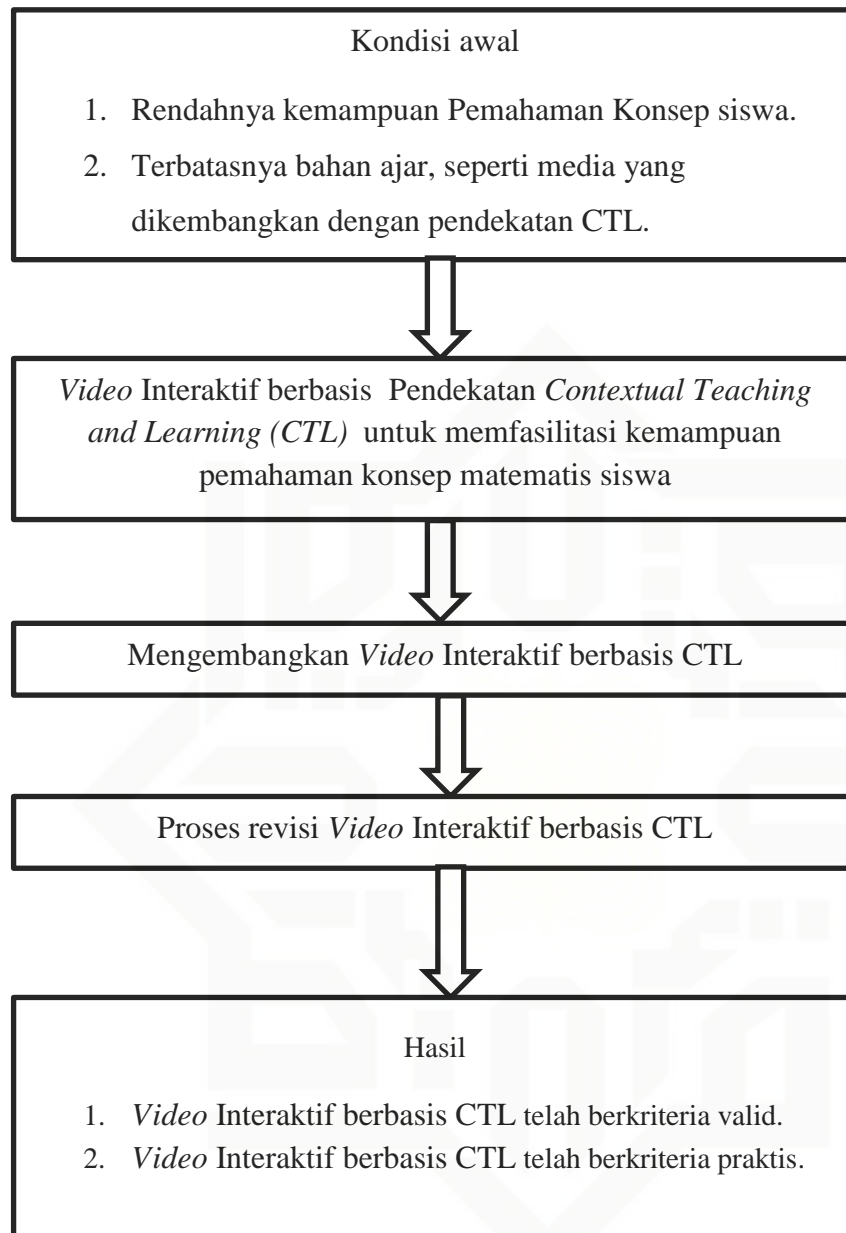 Kondisi awal
1. Rendahnya kemampuan Pemahaman Konsep siswa.
2. Terbatasnya bahan ajar, seperti media yang
dikembangkan dengan pendekatan CTL.
Video Interaktif berbasis Pendekatan Contextual Teaching
and Learning (CTL) untuk memfasilitasi kemampuan
pemahaman konsep matematis siswa
Mengembangkan Video Interaktif berbasis CTL
Proses revisi Video Interaktif berbasis CTL
Hasil
1. Video Interaktif berbasis CTL telah berkriteria valid.
2. Video Interaktif berbasis CTL telah berkriteria praktis.